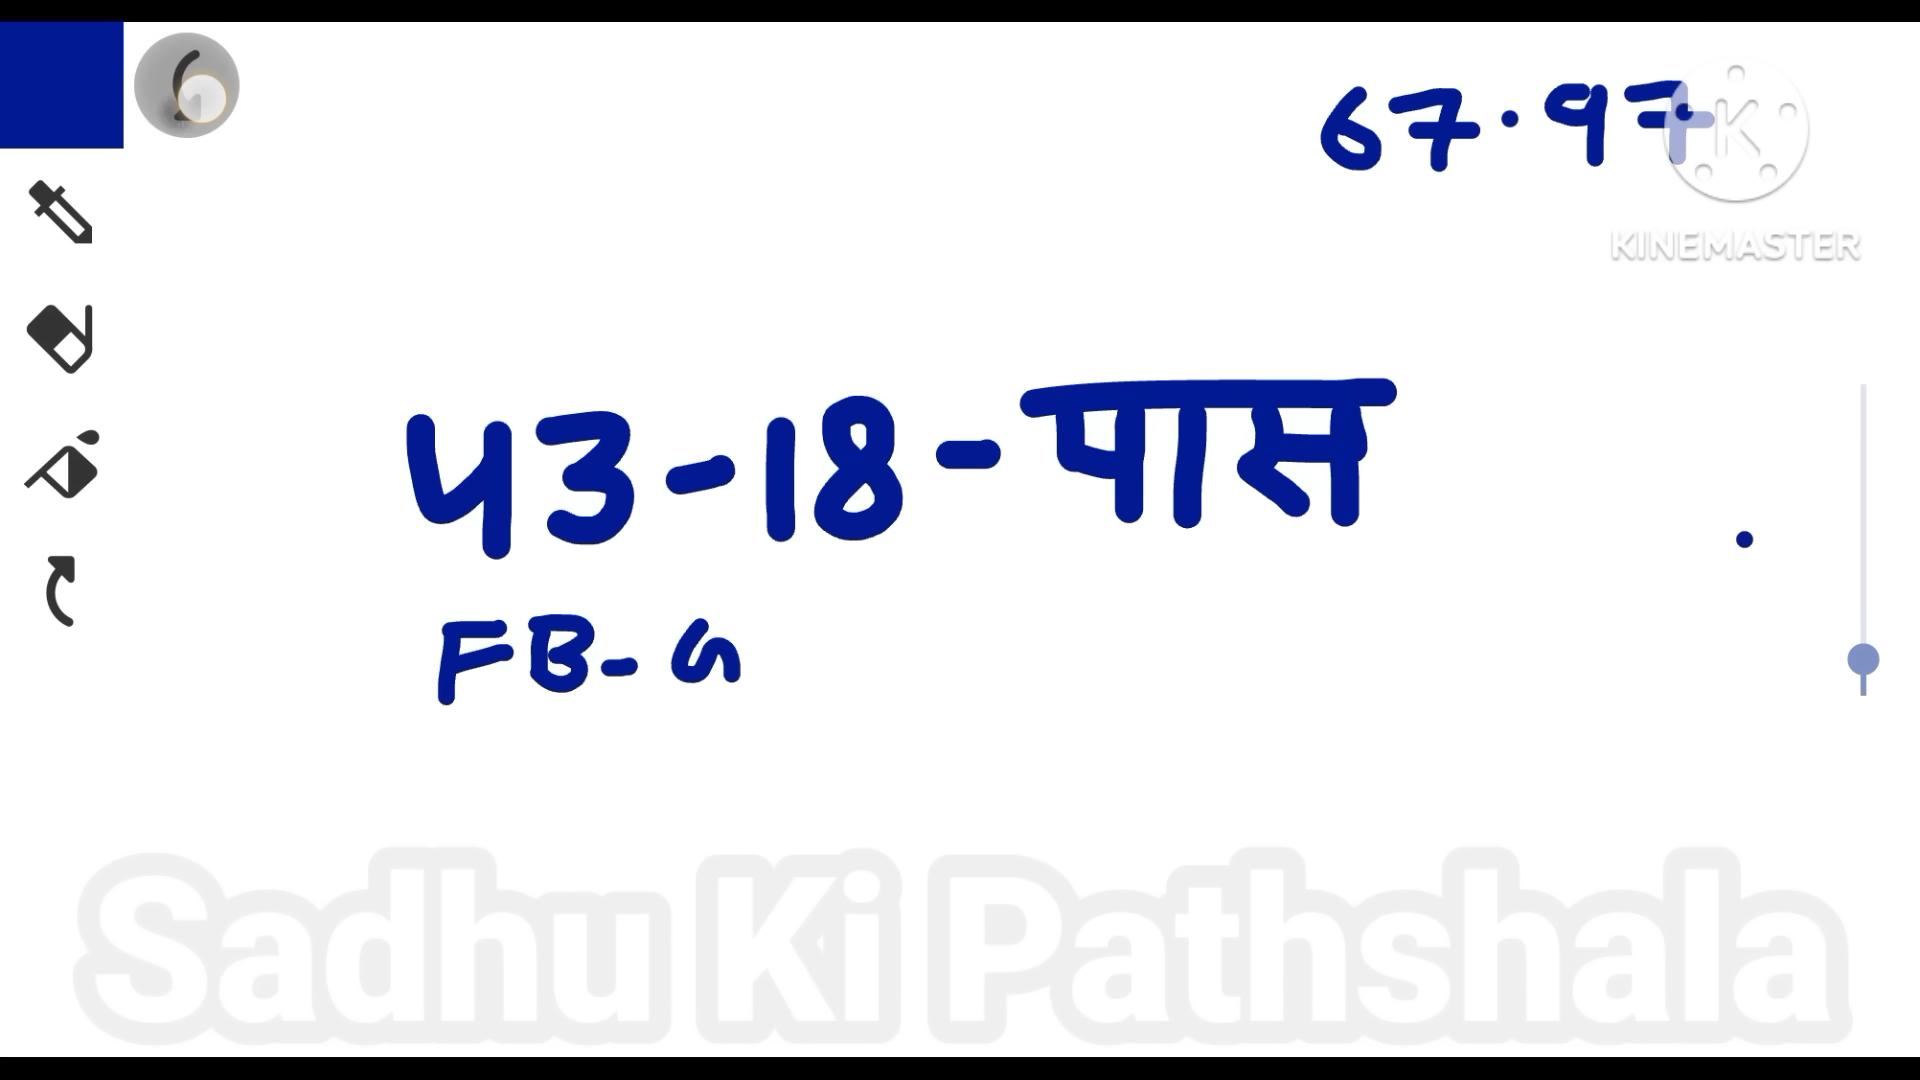 67.97
KINEMASTER
43-18-पास
FB-
Sadhu Ki Pathshala